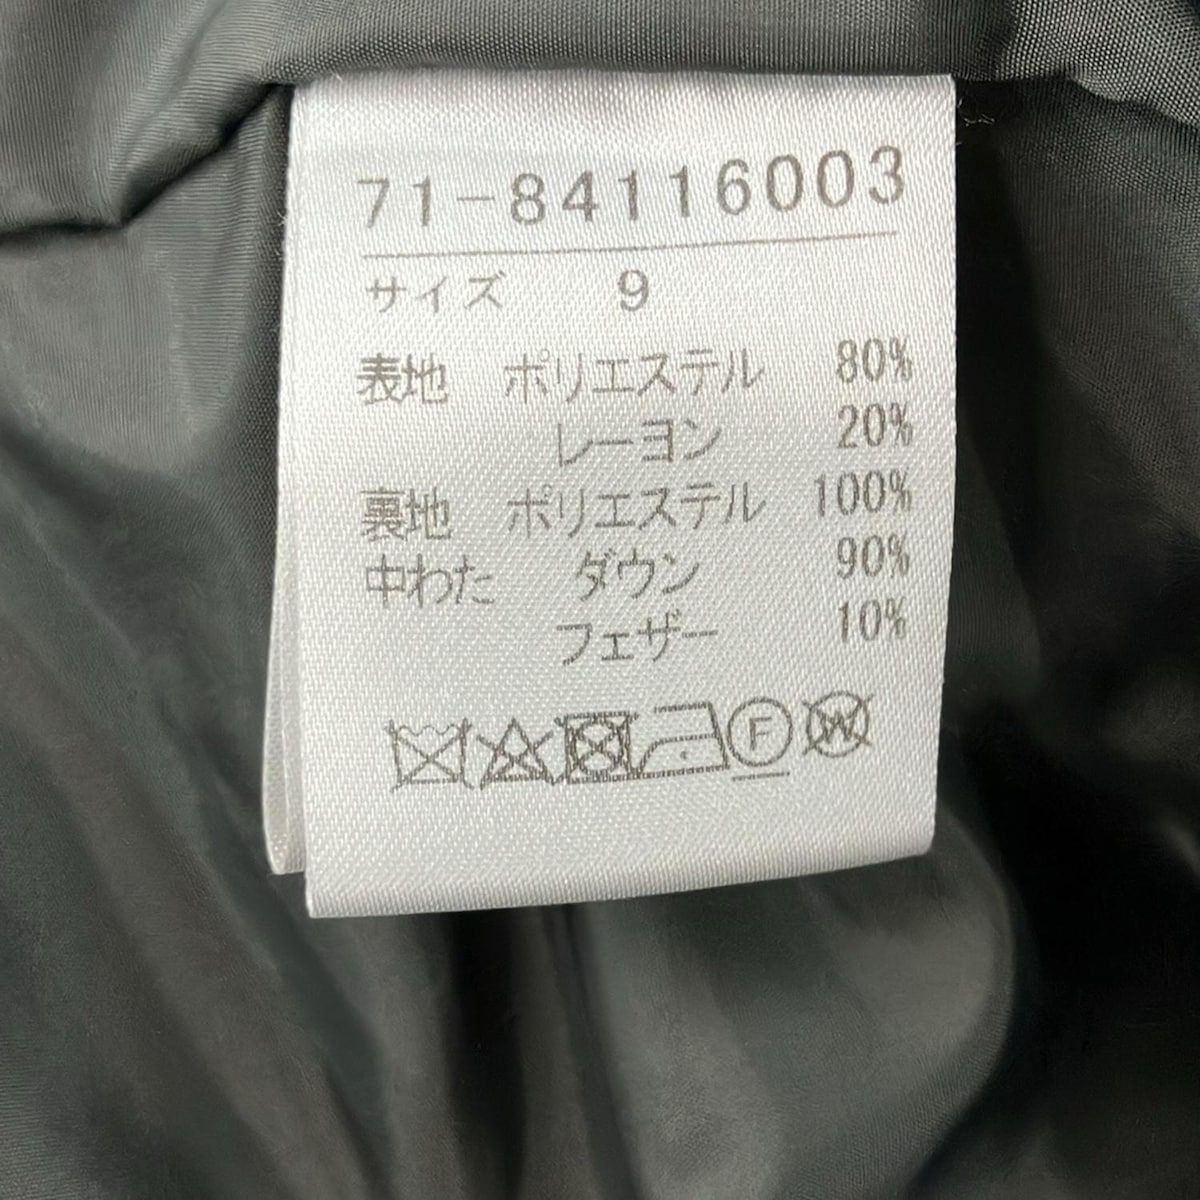 71-84116003
サイズ 9
表地 ポリエステル 80%
レーヨン 20%
裏地 ポリエステル 100%
中わた ダウン 90%
フェザー 10%
F W